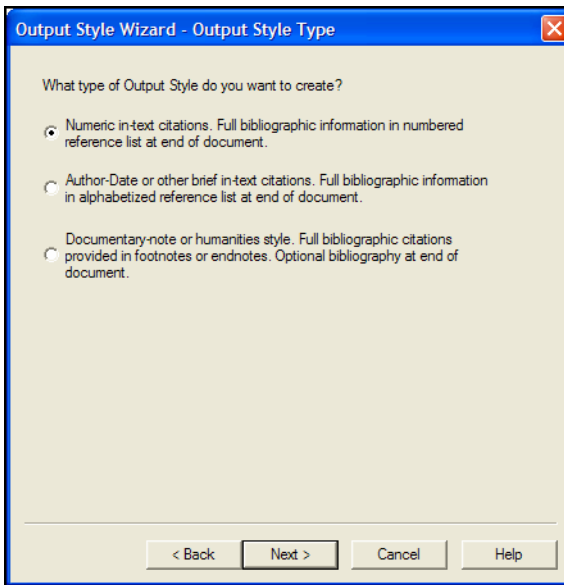 Output Style Wizard - Output Style Type
What type of Output Style do you want to create?
Numeric in-text citations. Full bibliographic information in numbered
reference list at end of document.
Author-Date or other brief in-text citations. Full bibliographic information
in alphabetized reference list at end of document.
Documentary-note or humanities style. Full bibliographic citations
provided in footnotes or endnotes. Optional bibliography at end of
document.
< Back Next > Cancel Help